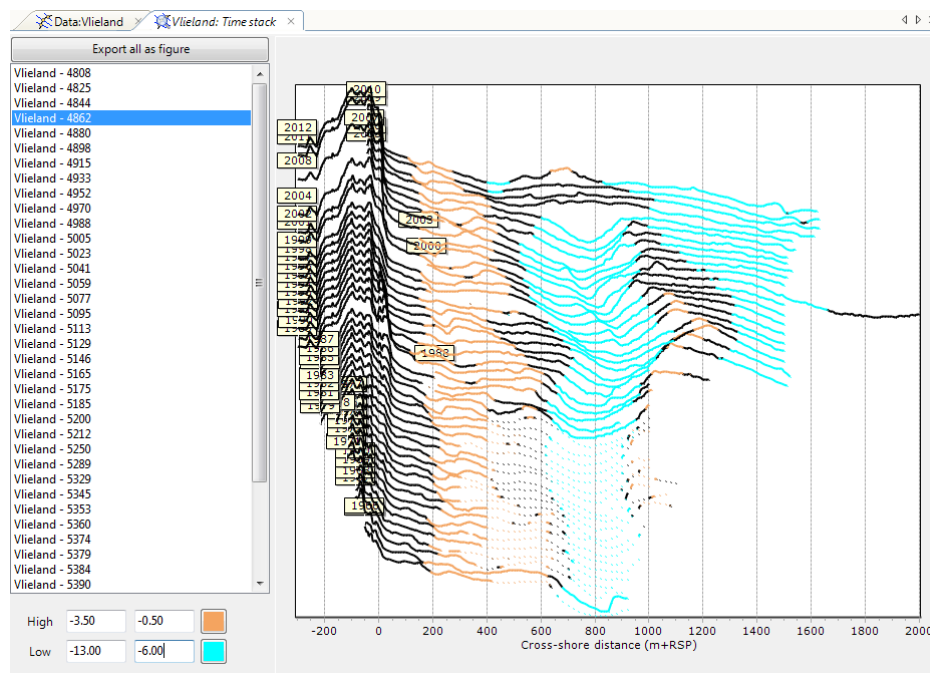 Data:Vlieland
Vlieland: Time stack
Export all as figure
Vlieland - 4808
Vlieland - 4825
Vlieland - 4844
Vlieland - 4862
Vlieland - 4880
Vlieland - 4898
Vlieland - 4915
Vlieland - 4933
Vlieland - 4952
Vlieland - 4970
Vlieland - 4988
Vlieland - 5005
Vlieland - 5023
Vlieland - 5041
Vlieland - 5059
Vlieland - 5077
Vlieland - 5095
Vlieland - 5113
Vlieland - 5129
Vlieland - 5146
Vlieland - 5165
Vlieland - 5175
Vlieland - 5185
Vlieland - 5200
Vlieland - 5212
Vlieland - 5250
Vlieland - 5289
Vlieland - 5329
Vlieland - 5345
Vlieland - 5353
Vlieland - 5360
Vlieland - 5374
Vlieland - 5379
Vlieland - 5384
Vlieland - 5390
High -3.50 -0.50
Low -13.00 -6.00
2010
2012
2008
2004
2003
2000
1988
1983
-200 0 200 400 600 800 1000 1200 1400 1600 1800 2000
Cross-shore distance (m+RSP)